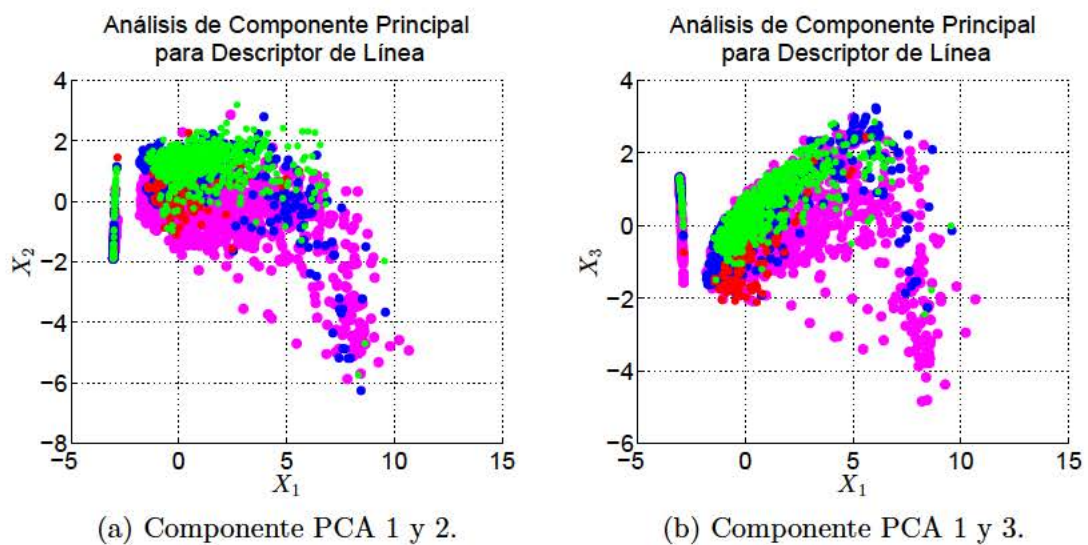 Análisis de Componente Principal
para Descriptor de Línea
4
2
0
−2
−4
−6
−8
X2
−5
0
5
10
15
X1
(a) Componente PCA 1 y 2.
Análisis de Componente Principal
para Descriptor de Línea
4
2
0
−2
−4
−6
X3
−5
0
5
10
15
X1
(b) Componente PCA 1 y 3.